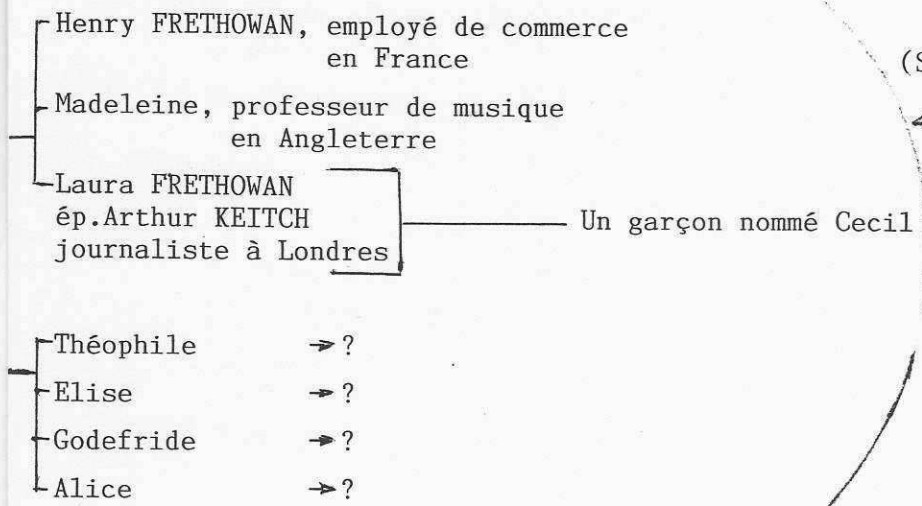 Henry FRETHOWAN, employé de commerce
en France
(S
Madeleine, professeur de musique
en Angleterre
Laura FRETHOWAN
ép.Arthur KEITCH
journaliste à Londres
Un garçon nommé Cecil
Théophile → ?
Elise → ?
Godefride → ?
Alice → ?